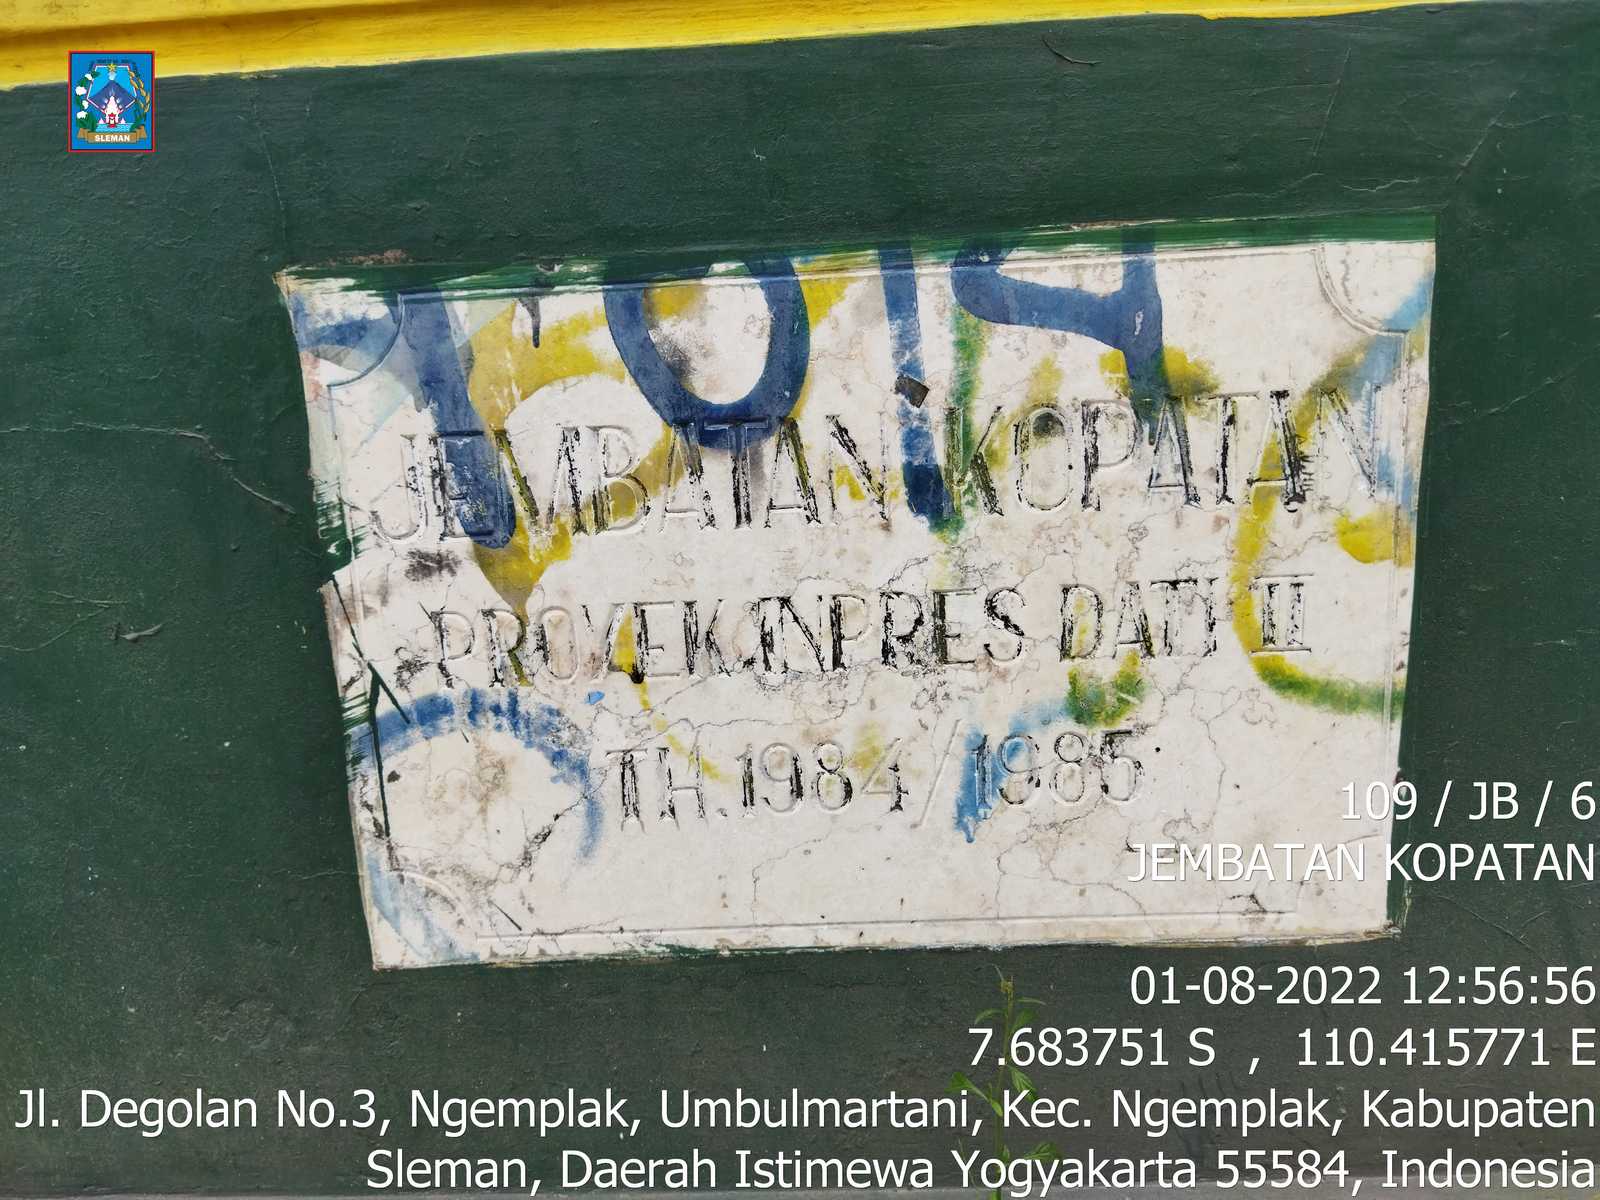 SLEMAN
JEMBATAN KOPATAN
PROYEK INPRES DATI II
TH. 1984/1985
109 / JB / 6
JEMBATAN KOPATAN
01-08-2022 12:56:56
7.683751 S , 110.415771 E
Jl. Degolan No.3, Ngemplak, Umbulmartani, Kec. Ngemplak, Kabupaten
Sleman, Daerah Istimewa Yogyakarta 55584, Indonesia